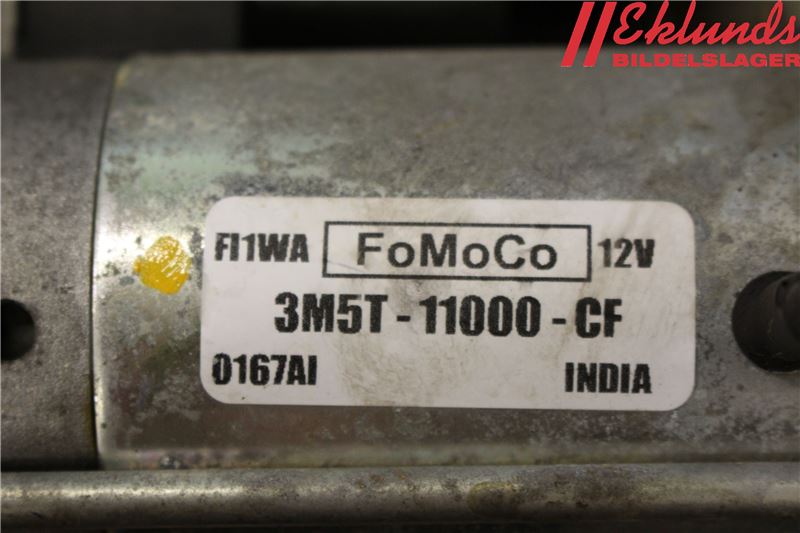 Eklunds
BILDELSLAGER
FI1WA FoMoCo 12V
3M5T - 11000 - CF
0167AI INDIA